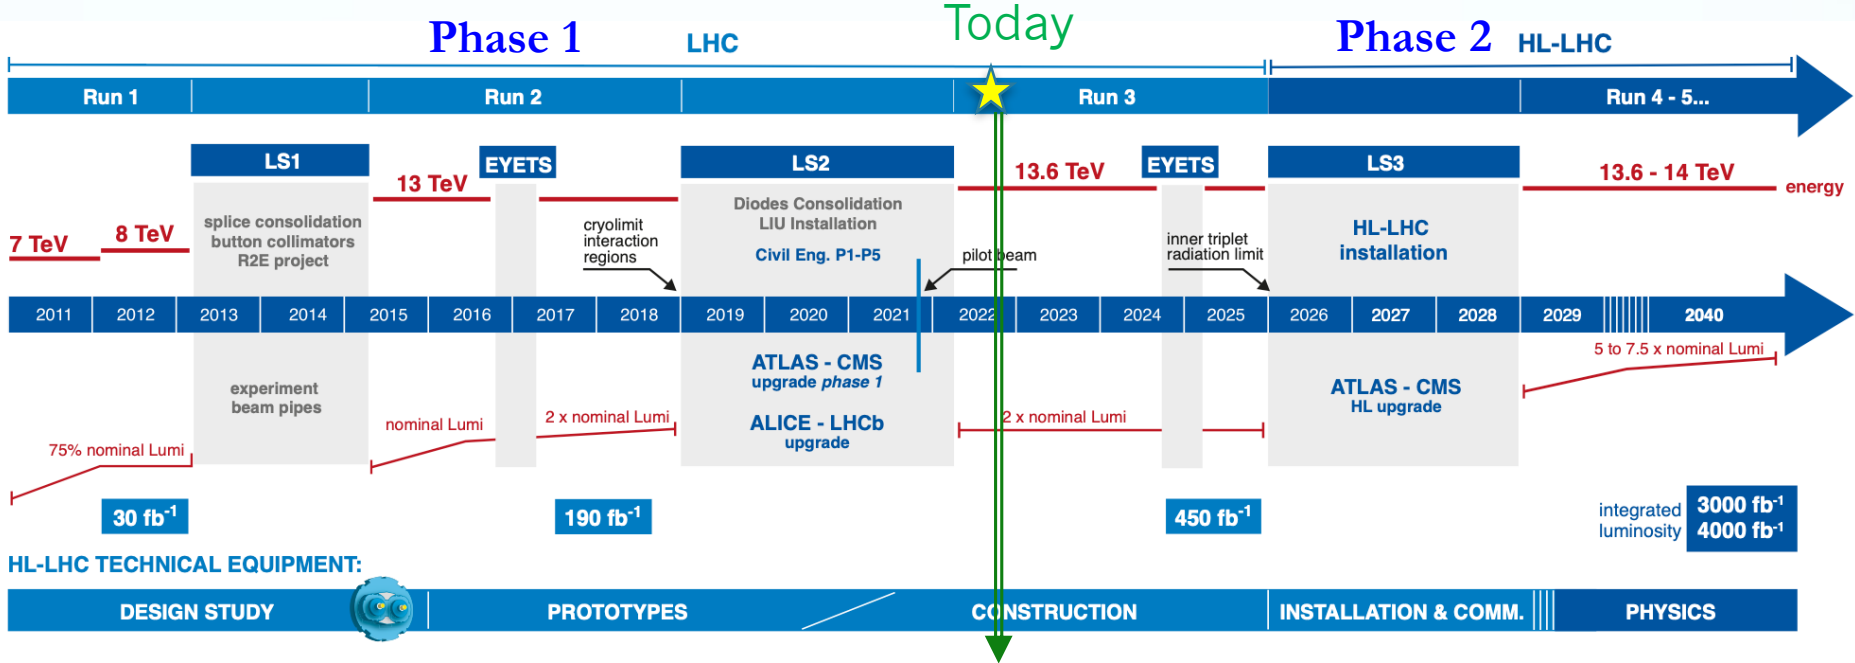 Phase 1
LHC
Today
Phase 2
HL-LHC
Run 1
Run 2
Run 3
Run 4 - 5...
LS1
EYETS
LS2
EYETS
LS3
7 TeV
8 TeV
13 TeV
13.6 TeV
13.6 - 14 TeV
energy
splice consolidation
button collimators
R2E project
cryolimit
interaction
regions
Diodes Consolidation
LIU Installation
Civil Eng. P1-P5
pilot beam
inner triplet
radiation limit
HL-LHC
installation
2011
2012
2013
2014
2015
2016
2017
2018
2019
2020
2021
2022
2023
2024
2025
2026
2027
2028
2029
2040
experiment
beam pipes
ATLAS - CMS
upgrade phase 1
ALICE - LHCb
upgrade
ATLAS - CMS
HL upgrade
75% nominal Lumi
nominal Lumi
2 x nominal Lumi
2 x nominal Lumi
5 to 7.5 x nominal Lumi
30 fb⁻¹
190 fb⁻¹
450 fb⁻¹
integrated
luminosity
3000 fb⁻¹
4000 fb⁻¹
HL-LHC TECHNICAL EQUIPMENT:
DESIGN STUDY
PROTOTYPES
CONSTRUCTION
INSTALLATION & COMM.
PHYSICS